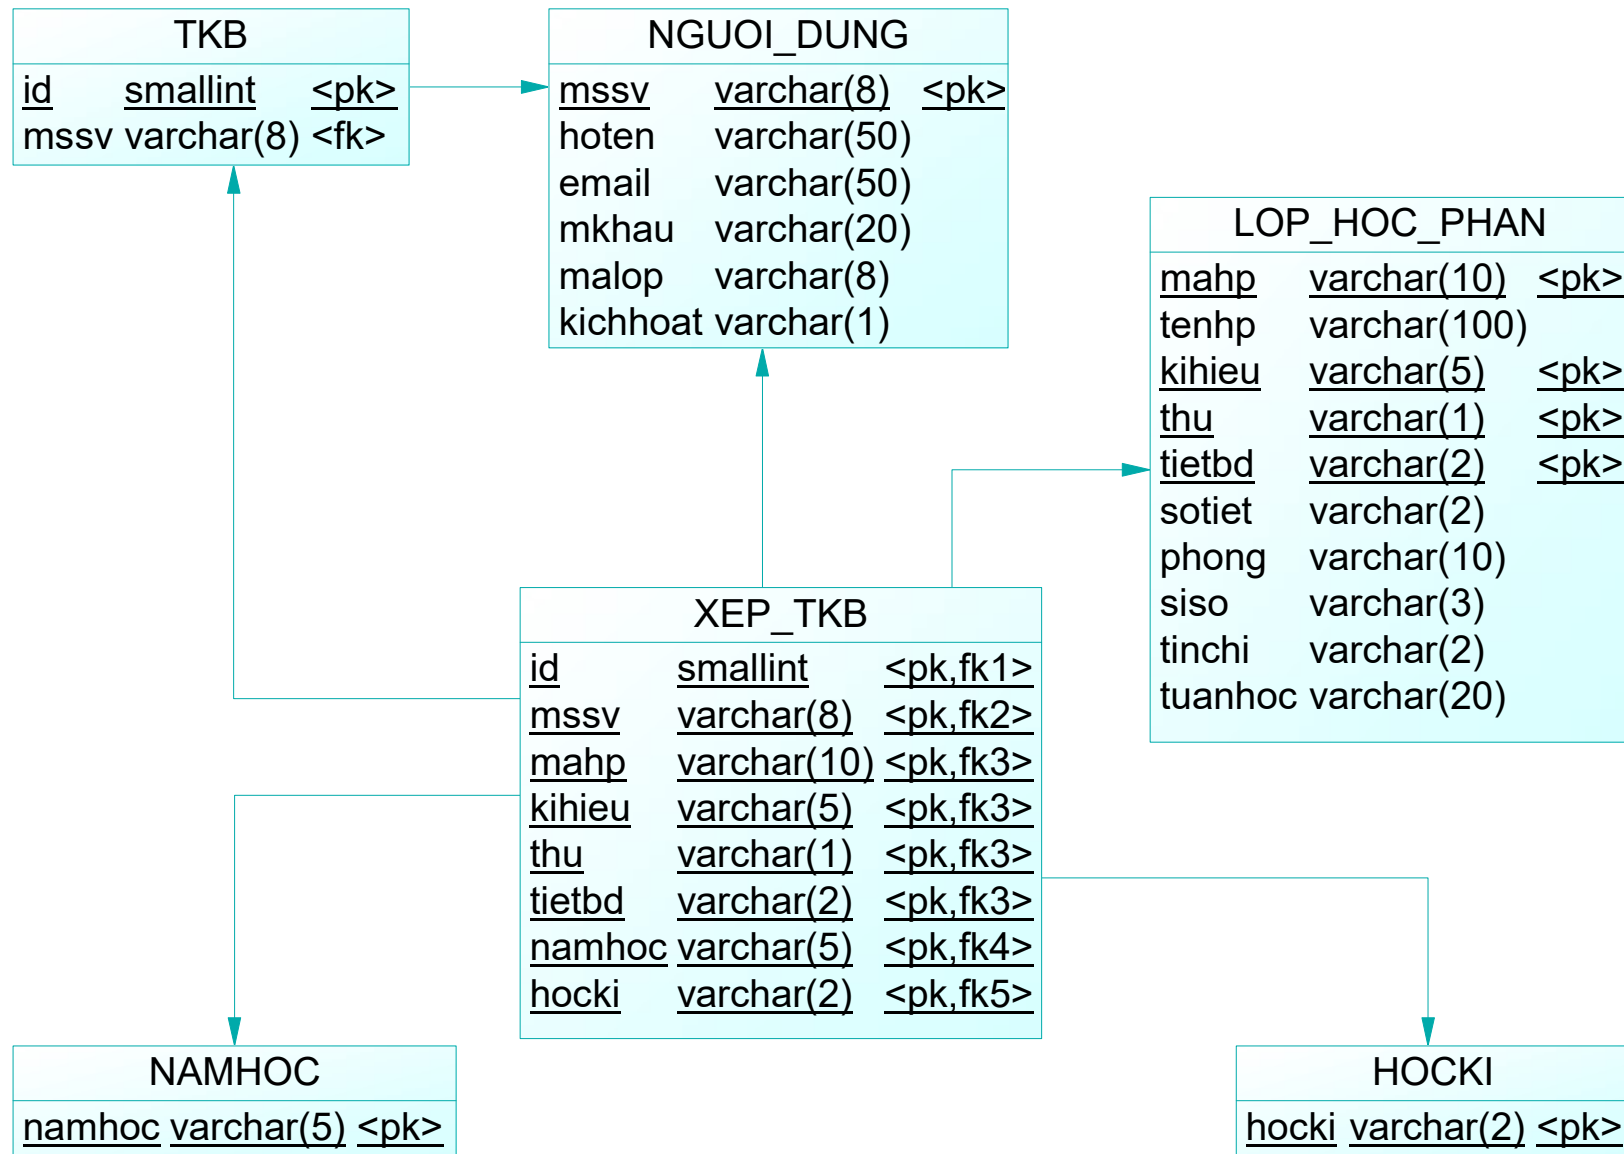 TKB
id smallint <pk>
mssv varchar(8) <fk>
NGUOI_DUNG
mssv varchar(8) <pk>
hoten varchar(50)
email varchar(50)
mkhau varchar(20)
malop varchar(8)
kichhoat varchar(1)
LOP_HOC_PHAN
mahp varchar(10) <pk>
tenhp varchar(100)
kihieu varchar(5) <pk>
thu varchar(1) <pk>
tietbd varchar(2) <pk>
sotiet varchar(2)
phong varchar(10)
siso varchar(3)
tinchi varchar(2)
tuanhoc varchar(20)
XEP_TKB
id smallint <pk,fk1>
mssv varchar(8) <pk,fk2>
mahp varchar(10) <pk,fk3>
kihieu varchar(5) <pk,fk3>
thu varchar(1) <pk,fk3>
tietbd varchar(2) <pk,fk3>
namhoc varchar(5) <pk,fk4>
hocki varchar(2) <pk,fk5>
NAMHOC
namhoc varchar(5) <pk>
HOCKI
hocki varchar(2) <pk>